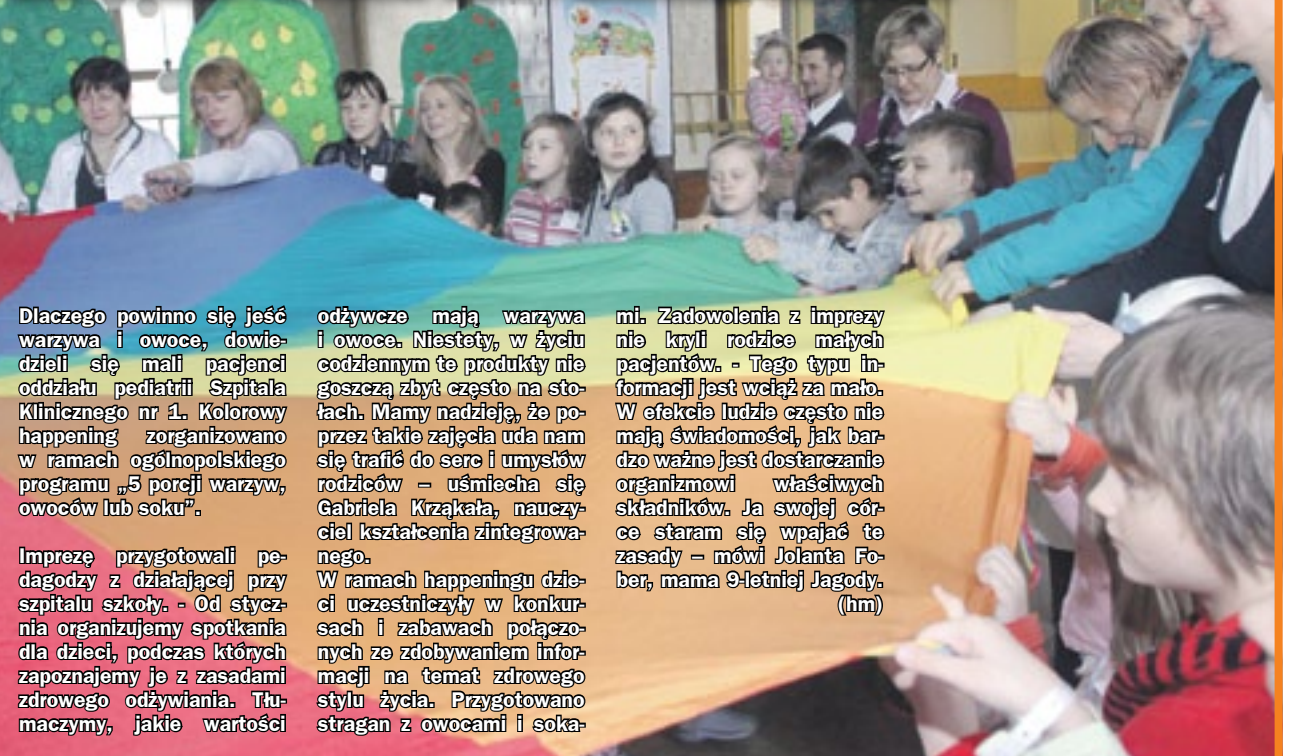 Dlaczego powinno się jeść
warzywa i owoce, dowie-
dzieli się mali pacjenci
oddziału pediatrii Szpitala
Klinicznego nr 1. Kolorowy
happening zorganizowano
w ramach ogólnopolskiego
programu „5 porcji warzyw,
owoców lub soku”.
Imprezę przygotowali pe-
dagodzy z działającej przy
szpitalu szkoły. - Od stycz-
nia organizujemy spotkania
dla dzieci, podczas których
zapoznajemy je z zasadami
zdrowego odżywiania. Tłu-
maczymy, jakie wartości
odżywcze mają warzywa
i owoce. Niestety, w życiu
codziennym te produkty nie
goszczą zbyt często na sto-
łach. Mamy nadzieję, że po-
przez takie zajęcia uda nam
się trafić do serc i umysłów
rodziców – uśmiecha się
Gabriela Krząkała, nauczy-
ciel kształcenia zintegrowa-
nego.
W ramach happeningu dzie-
ci uczestniczyły w konkur-
sach i zabawach połączo-
nych ze zdobywaniem infor-
macji na temat zdrowego
stylu życia. Przygotowano
stragan z owocami i soka-
mi. Zadowolenia z imprezy
nie kryli rodzice małych
pacjentów. - Tego typu in-
formacji jest wciąż za mało.
W efekcie ludzie często nie
mają świadomości, jak bar-
dzo ważne jest dostarczanie
organizmowi właściwych
składników. Ja swojej cór-
ce staram się wpajać te
zasady – mówi Jolanta Fo-
ber, mama 9-letniej Jagody.
(hm)